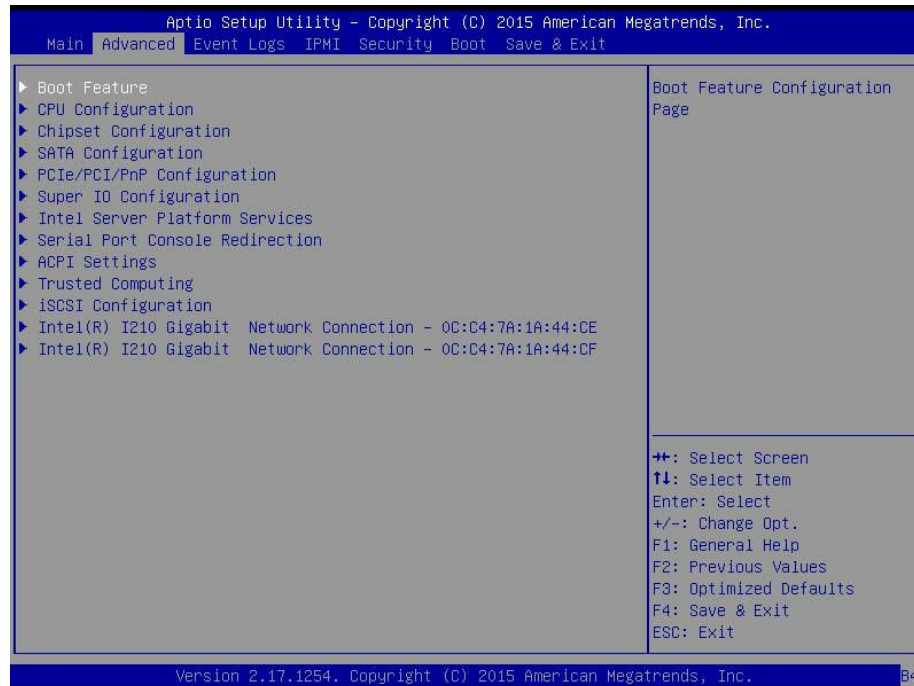 Aptio Setup Utility – Copyright (C) 2015 American Megatrends, Inc.
Main Advanced Event Logs IPMI Security Boot Save & Exit
Boot Feature
CPU Configuration
Chipset Configuration
SATA Configuration
PCIe/PCI/PnP Configuration
Super IO Configuration
Intel Server Platform Services
Serial Port Console Redirection
ACPI Settings
Trusted Computing
iSCSI Configuration
Intel(R) I210 Gigabit Network Connection – 0C:C4:7A:1A:44:CE
Intel(R) I210 Gigabit Network Connection – 0C:C4:7A:1A:44:CF
Boot Feature Configuration
Page
→←: Select Screen
↑↓: Select Item
Enter: Select
+/-: Change Opt.
F1: General Help
F2: Previous Values
F3: Optimized Defaults
F4: Save & Exit
ESC: Exit
Version 2.17.1254. Copyright (C) 2015 American Megatrends, Inc.